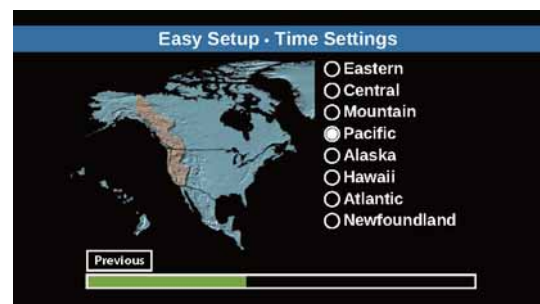 Easy Setup • Time Settings
Eastern
Central
Mountain
Pacific
Alaska
Hawaii
Atlantic
Newfoundland
Previous